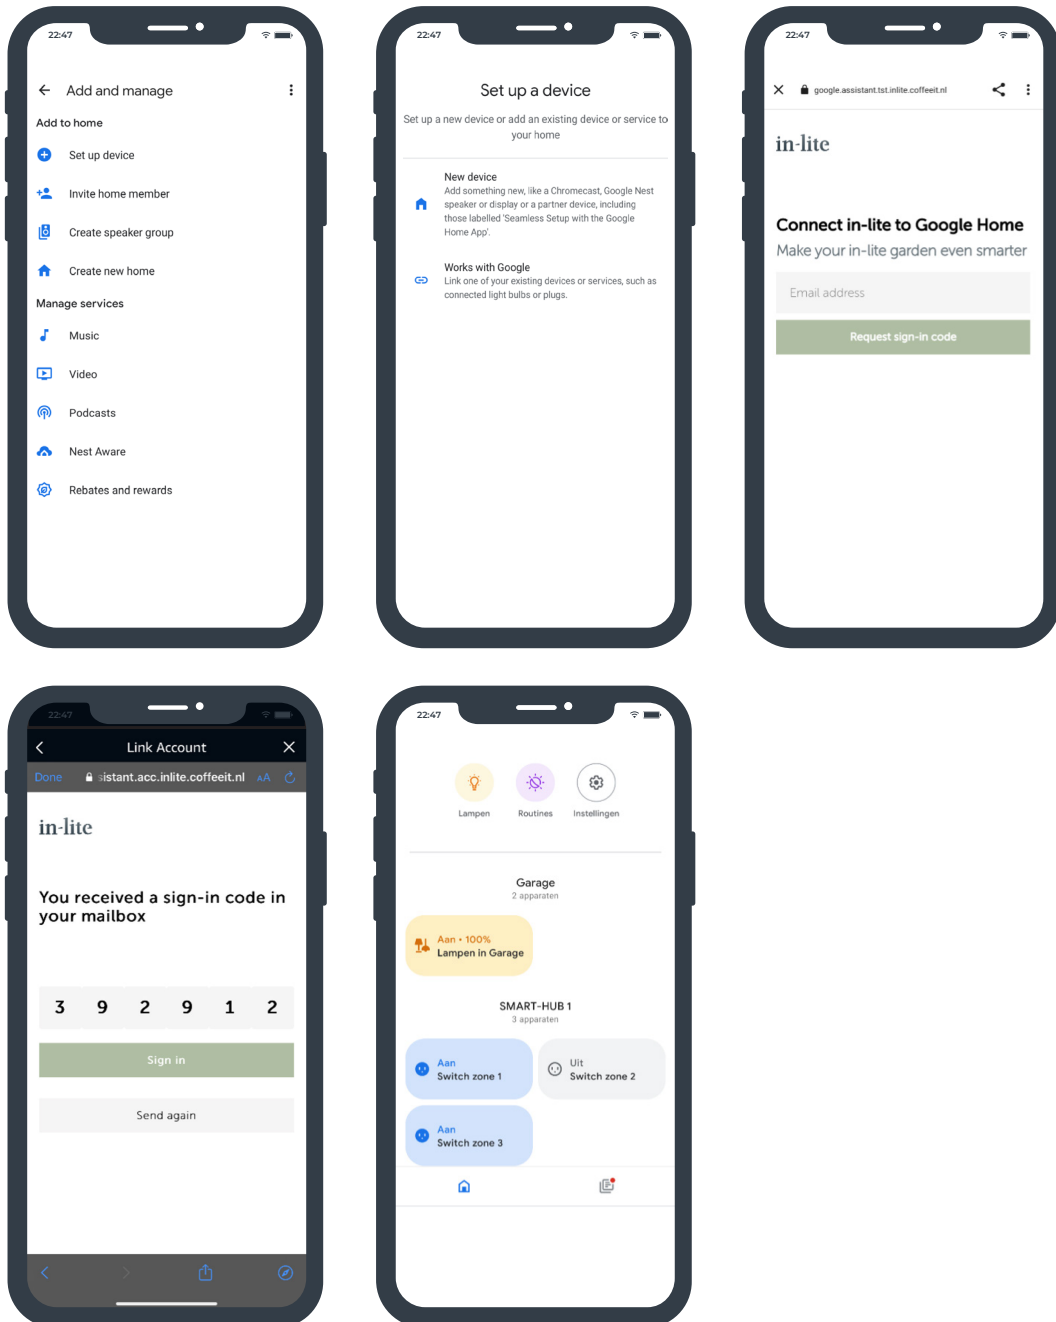 22:47
Add and manage
Add to home
Set up device
Invite home member
Create speaker group
Create new home
Manage services
Music
Video
Podcasts
Nest Aware
Rebates and rewards
22:47
Set up a device
Set up a new device or add an existing device or service to
your home
New device
Add something new, like a Chromecast, Google Nest
speaker or display or a partner device, including
those labelled 'Seamless Setup with the Google
Home App'.
Works with Google
Link one of your existing devices or services, such as
connected light bulbs or plugs.
22:47
google.assistant.tst.inlite.coffeeit.nl
in-lite
Connect in-lite to Google Home
Make your in-lite garden even smarter
Email address
Request sign-in code
22:47
Link Account
Done sistant.acc.inlite.coffeeit.nl AA
in-lite
You received a sign-in code in
your mailbox
3 9 2 9 1 2
Sign in
Send again
22:47
Lampen Routines Instellingen
Garage
2 apparaten
Aan • 100%
Lampen in Garage
SMART-HUB 1
3 apparaten
Aan
Switch zone 1
Uit
Switch zone 2
Aan
Switch zone 3